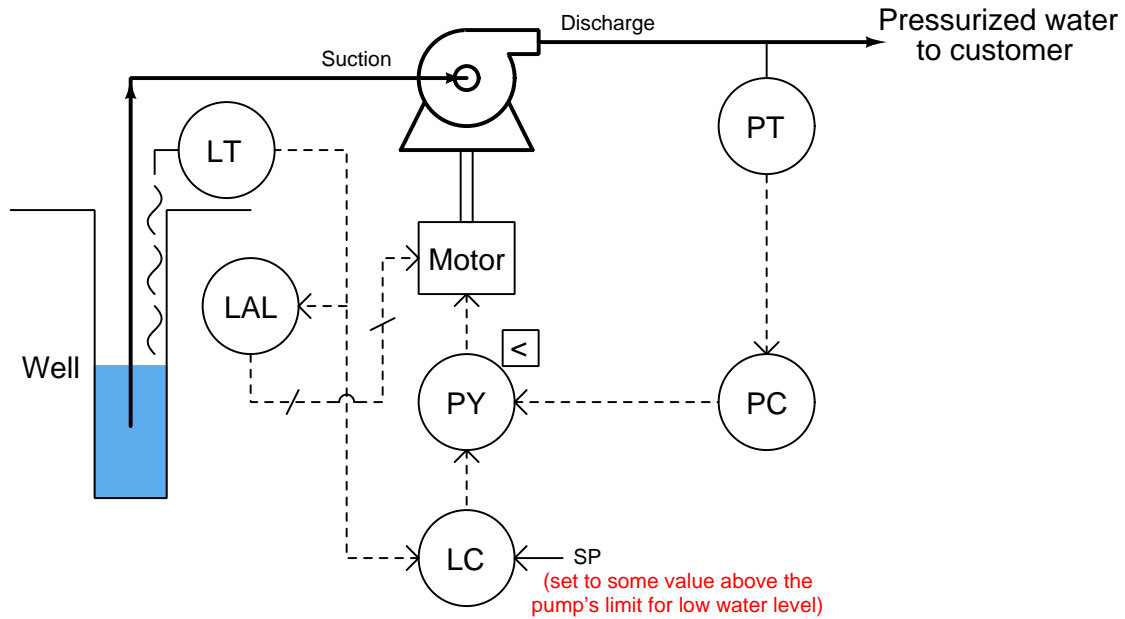 Discharge
Pressurized water
to customer
Suction
PT
LT
Motor
LAL
<
Well
PY
PC
LC
SP
(set to some value above the
pump's limit for low water level)